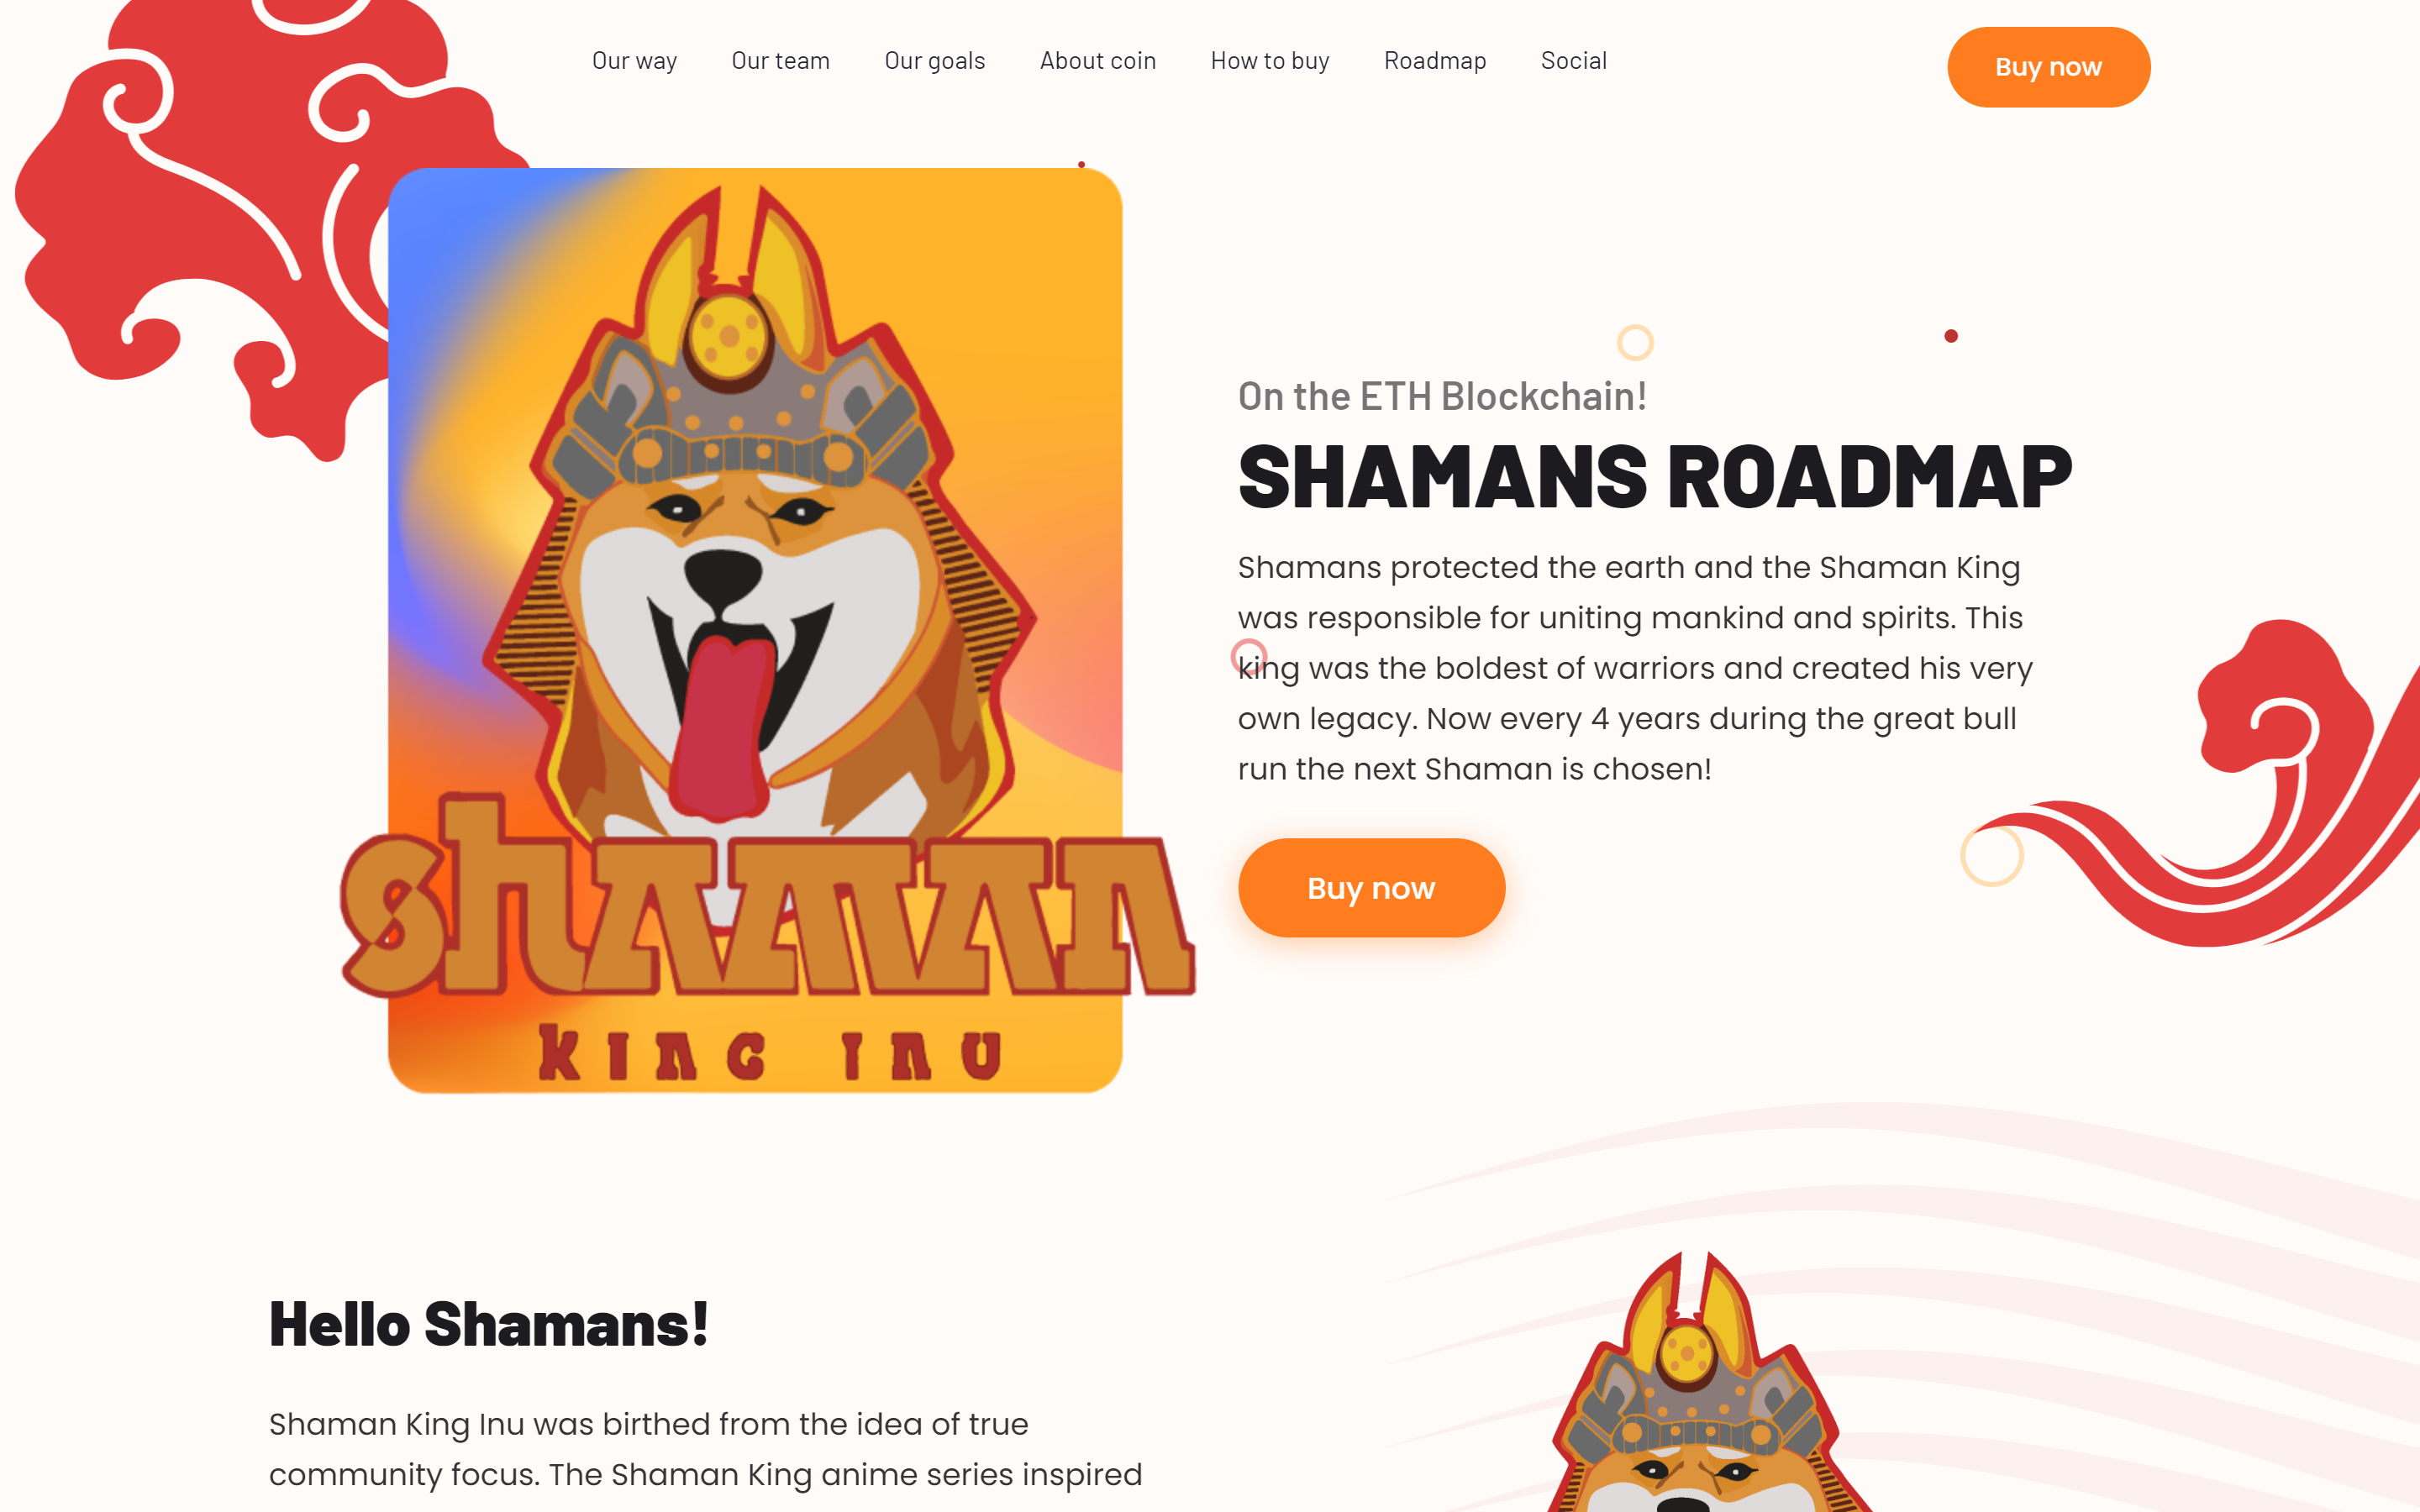 Our way
Our team
Our goals
About coin
How to buy
Roadmap
Social
Buy now
shaman
KING INU
On the ETH Blockchain!
SHAMANS ROADMAP
Shamans protected the earth and the Shaman King
was responsible for uniting mankind and spirits. This
king was the boldest of warriors and created his very
own legacy. Now every 4 years during the great bull
run the next Shaman is chosen!
Buy now
Hello Shamans!
Shaman King Inu was birthed from the idea of true
community focus. The Shaman King anime series inspired